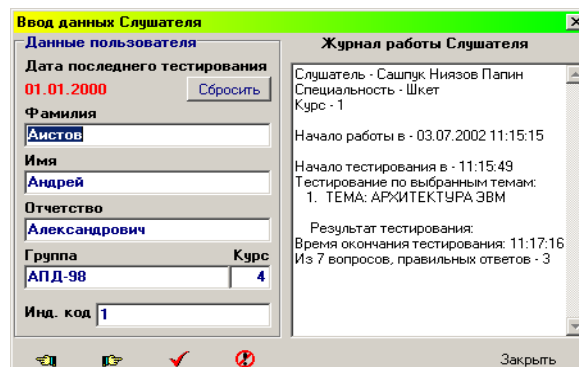 Ввод данных Слушателя
Данные пользователя
Дата последнего тестирования
01.01.2000
Сбросить
Фамилия
Аистов
Имя
Андрей
Отчетство
Александрович
Группа Курс
АПД-98 4
Инд. код 1
Журнал работы Слушателя
Слушатель - Сашпук Ниязов Папин
Специальность - Шкет
Курс - 1
Начало работы в - 03.07.2002 11:15:15
Начало тестирования в - 11:15:49
Тестирование по выбранным темам:
1. ТЕМА: АРХИТЕКТУРА ЭВМ
Результат тестирования:
Время окончания тестирования: 11:17:16
Из 7 вопросов, правильных ответов - 3
Закрыть